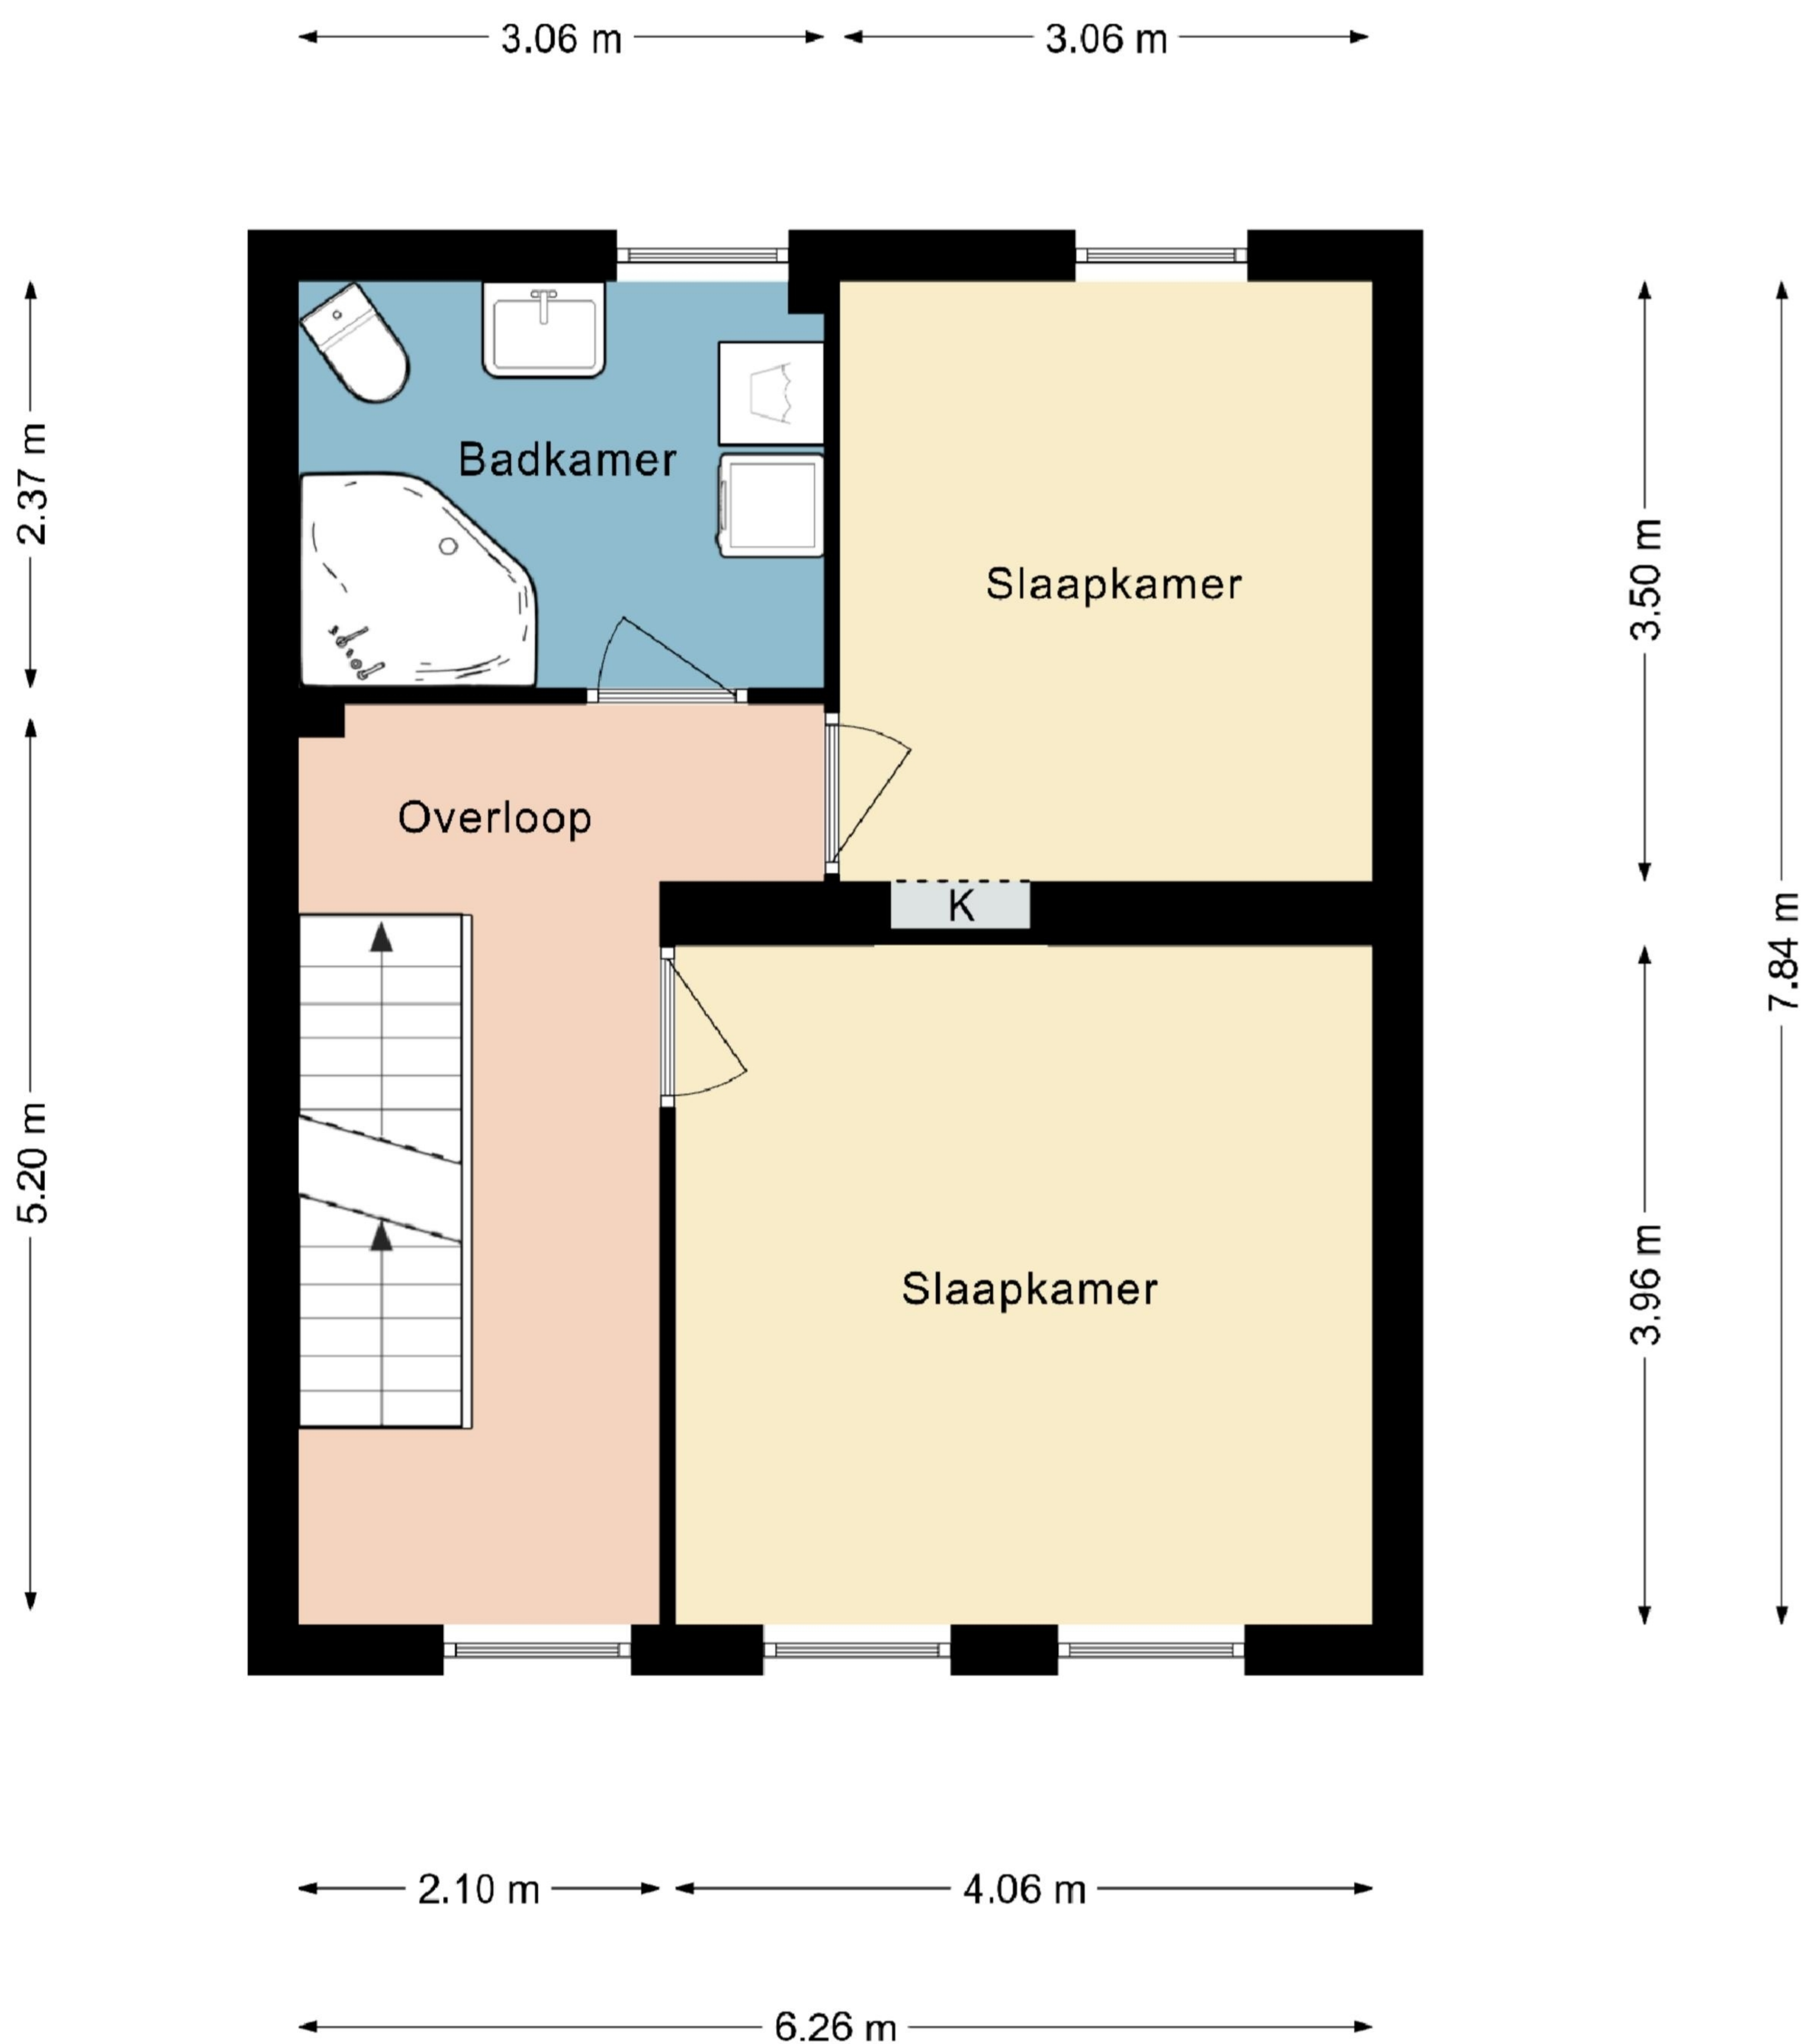 3.06 m
3.06 m
2.37 m
Badkamer
Slaapkamer
3.50 m
Overloop
K
7.84 m
5.20 m
Slaapkamer
3.96 m
2.10 m
4.06 m
6.26 m